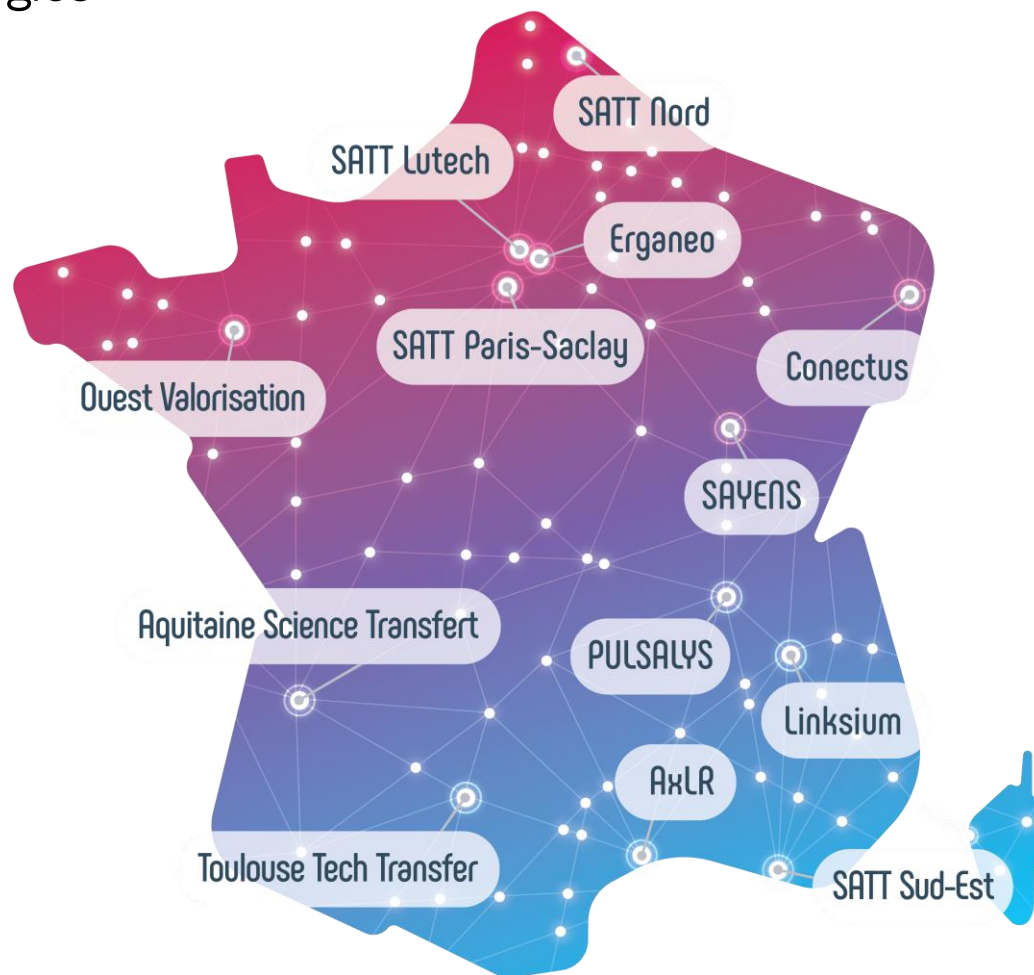 SATT Nord
SATT Lutech
Erganeo
SATT Paris-Saclay
Conectus
Ouest Valorisation
SAYENS
Aquitaine Science Transfert
PULSALYS
Linksium
AxLR
Toulouse Tech Transfer
SATT Sud-Est